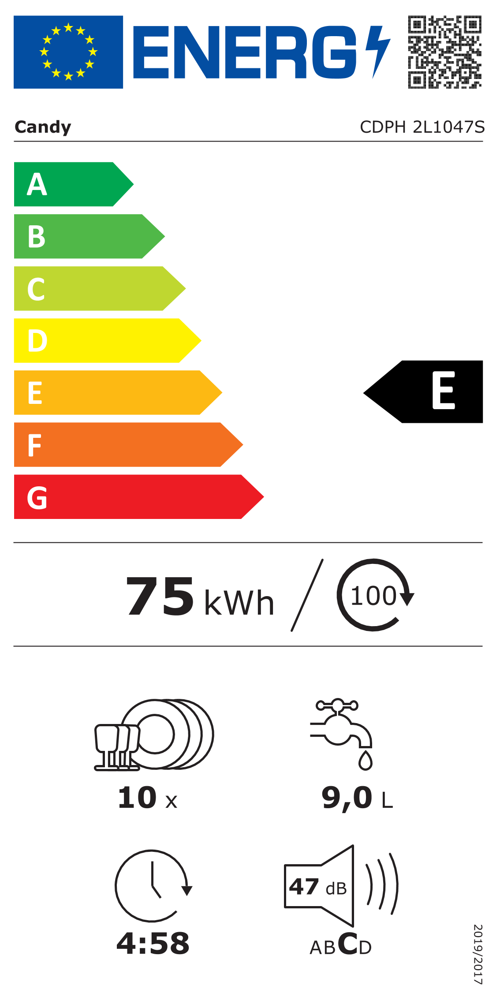 ENERG
Candy CDPH 2L1047S
A
B
C
D
E
E
F
G
75 kWh / 100
10 x
9,0 L
47 dB
4:58
ABCD
2019/2017